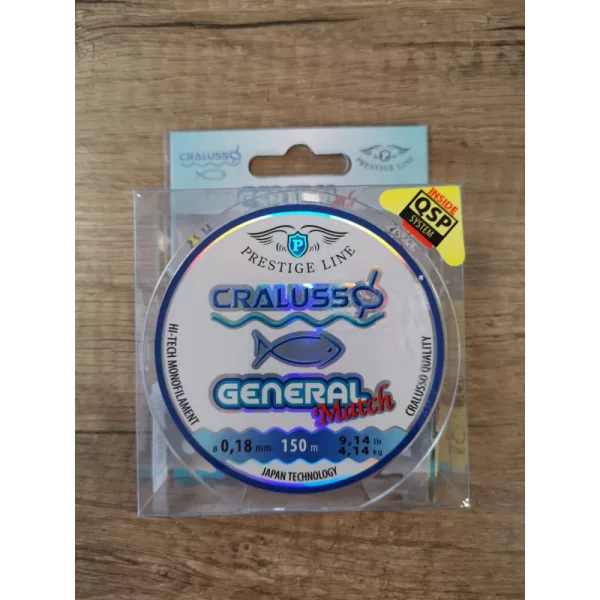 CRALUSSO
PRESTIGE LINE
INSIDE
QSP
SYSTEM
P
PRESTIGE LINE
CRALUSSO
GENERAL
Match
HI-TECH MONOFILAMENT
CRALUSSO QUALITY
ø 0,18 mm 150 m 9,14 lb
4,14 kg
JAPAN TECHNOLOGY